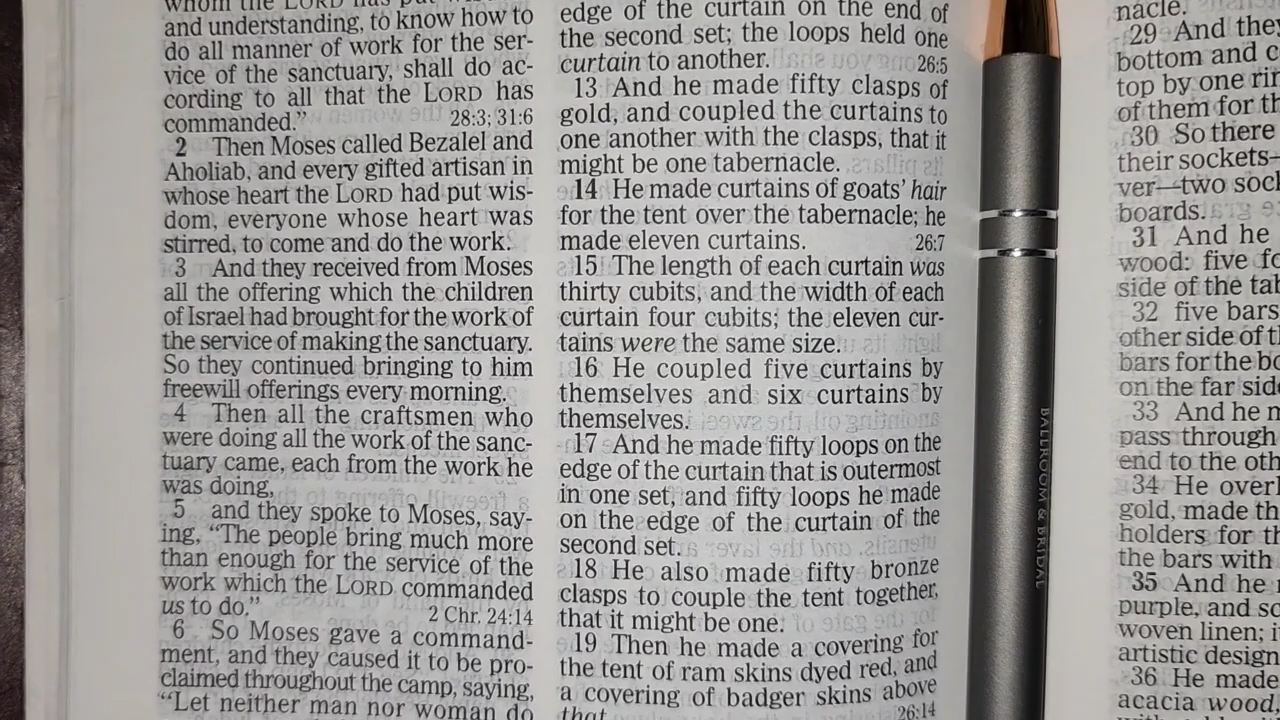 whom the LORD has put
and understanding, to know how to
do all manner of work for the ser-
vice of the sanctuary, shall do ac-
cording to all that the LORD has
commanded.” 28:3; 31:6
2 Then Moses called Bezalel and
Aholiab, and every gifted artisan in
whose heart the LORD had put wis-
dom, everyone whose heart was
stirred, to come and do the work.
3 And they received from Moses
all the offering which the children
of Israel had brought for the work of
the service of making the sanctuary.
So they continued bringing to him
freewill offerings every morning.
4 Then all the craftsmen who
were doing all the work of the sanc-
tuary came, each from the work he
was doing,
5 and they spoke to Moses, say-
ing, “The people bring much more
than enough for the service of the
work which the LORD commanded
us to do.” 2 Chr. 24:14
6 So Moses gave a command-
ment, and they caused it to be pro-
claimed throughout the camp, saying,
“Let neither man nor woman do
edge of the curtain on the end of
the second set; the loops held one
curtain to another. 26:5
13 And he made fifty clasps of
gold, and coupled the curtains to
one another with the clasps, that it
might be one tabernacle.
14 He made curtains of goats’ hair
for the tent over the tabernacle; he
made eleven curtains. 26:7
15 The length of each curtain was
thirty cubits, and the width of each
curtain four cubits; the eleven cur-
tains were the same size.
16 He coupled five curtains by
themselves and six curtains by
themselves.
17 And he made fifty loops on the
edge of the curtain that is outermost
in one set, and fifty loops he made
on the edge of the curtain of the
second set.
18 He also made fifty bronze
clasps to couple the tent together,
that it might be one.
19 Then he made a covering for
the tent of ram skins dyed red, and
a covering of badger skins above
that. 26:14
BALLROOM & BRIDAL
nacle.
29 And they
bottom and c
top by one rin
of them for th
30 So there
their sockets—
ver—two sock
boards.
31 And he
wood: five fo
side of the tab
32 five bars
other side of t
bars for the bo
on the far sid
33 And he m
pass through
end to the oth
34 He overl
gold, made th
holders for th
the bars with
35 And he
purple, and sc
woven linen; i
artistic design
36 He made
acacia wood,